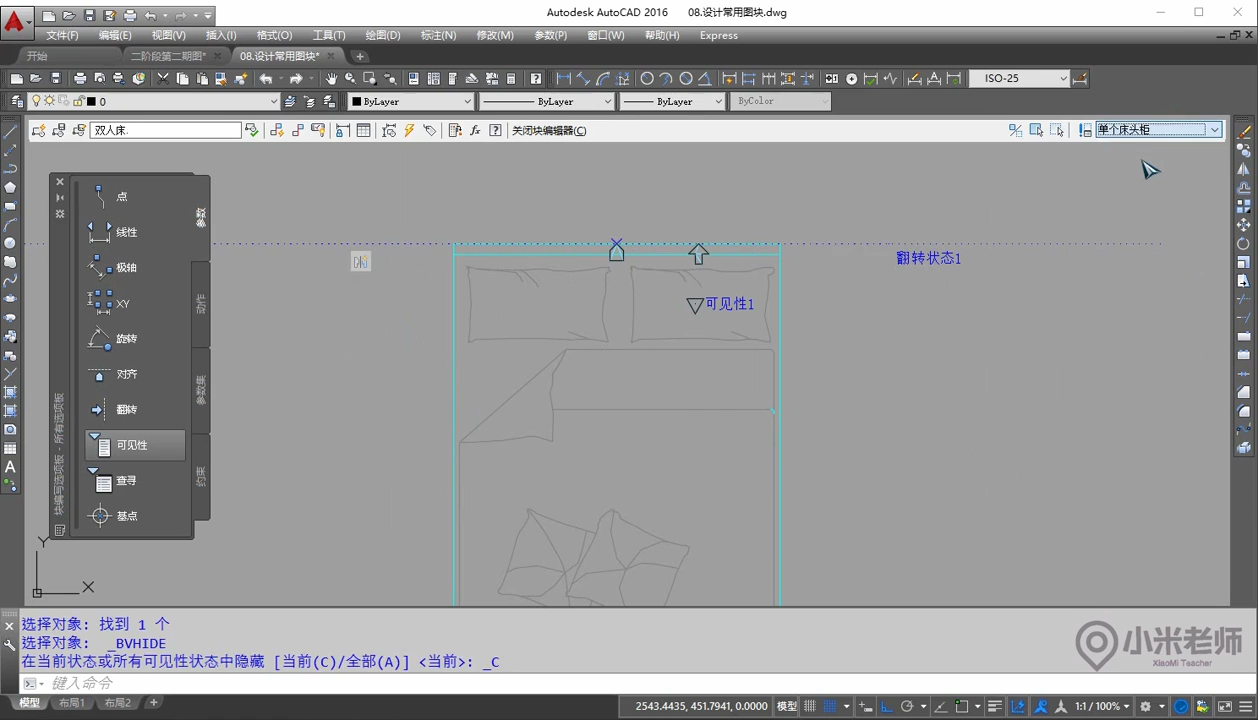 Autodesk AutoCAD 2016    08.设计常用图块.dwg
文件(F) 编辑(E) 视图(V) 插入(I) 格式(O) 工具(T) 绘图(D) 标注(N) 修改(M) 参数(P) 窗口(W) 帮助(H) Express
开始 二阶段第二期图* 08.设计常用图块*
ISO-25
0 ByLayer ByLayer ByLayer ByColor
双人床. 关闭块编辑器(C) 单个床头柜
点
线性
极轴
XY
旋转
对齐
翻转
可见性
查寻
基点
参数
动作
参数集
约束
块编写选项板 - 所有选项板
翻转状态1
可见性1
Y
X
选择对象: 找到 1 个
选择对象: _BVHIDE
在当前状态或所有可见性状态中隐藏 [当前(C)/全部(A)] <当前>: _C
键入命令
小米老师
XiaoMi Teacher
模型 布局1 布局2
2543.4435, 451.7941, 0.0000 模型 1:1 / 100%